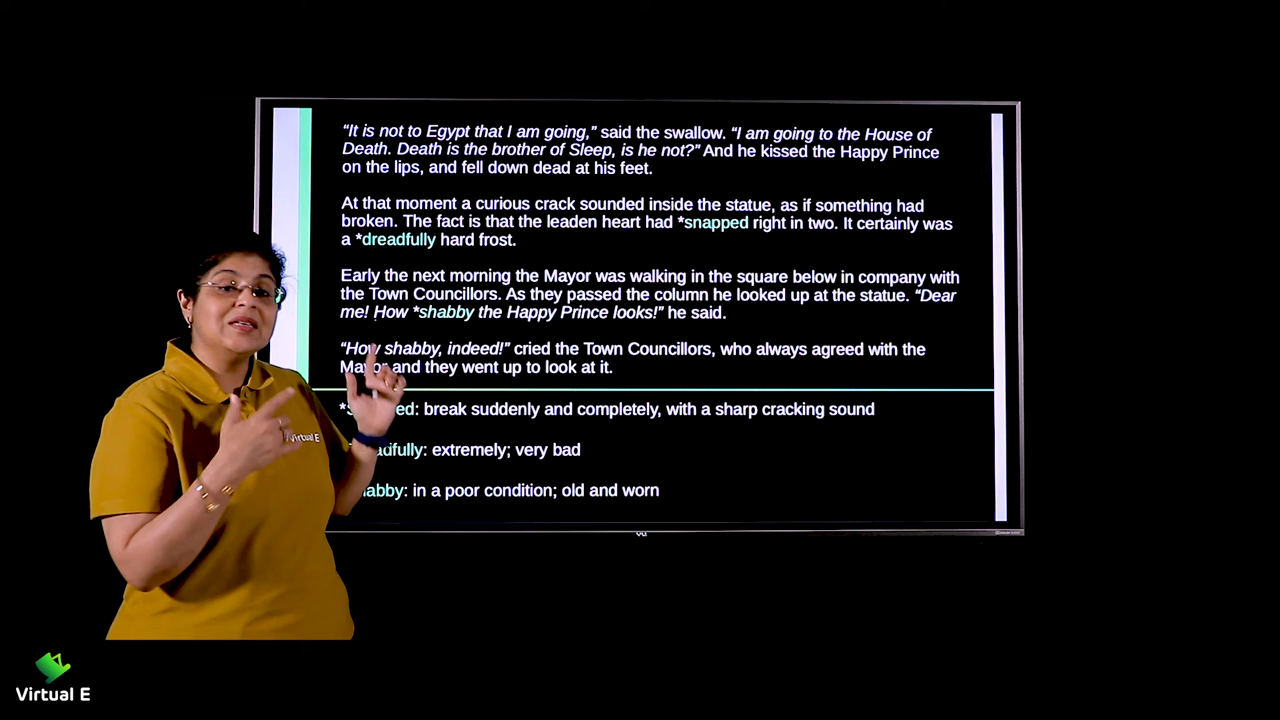 “It is not to Egypt that I am going,” said the swallow. “I am going to the House of
Death. Death is the brother of Sleep, is he not?” And he kissed the Happy Prince
on the lips, and fell down dead at his feet.
At that moment a curious crack sounded inside the statue, as if something had
broken. The fact is that the leaden heart had *snapped right in two. It certainly was
a *dreadfully hard frost.
Early the next morning the Mayor was walking in the square below in company with
the Town Councillors. As they passed the column he looked up at the statue. “Dear
me! How *shabby the Happy Prince looks!” he said.
“How shabby, indeed!” cried the Town Councillors, who always agreed with the
Mayor and they went up to look at it.
break suddenly and completely, with a sharp cracking sound
extremely; very bad
in a poor condition; old and worn
Virtual E
vu
Virtual E